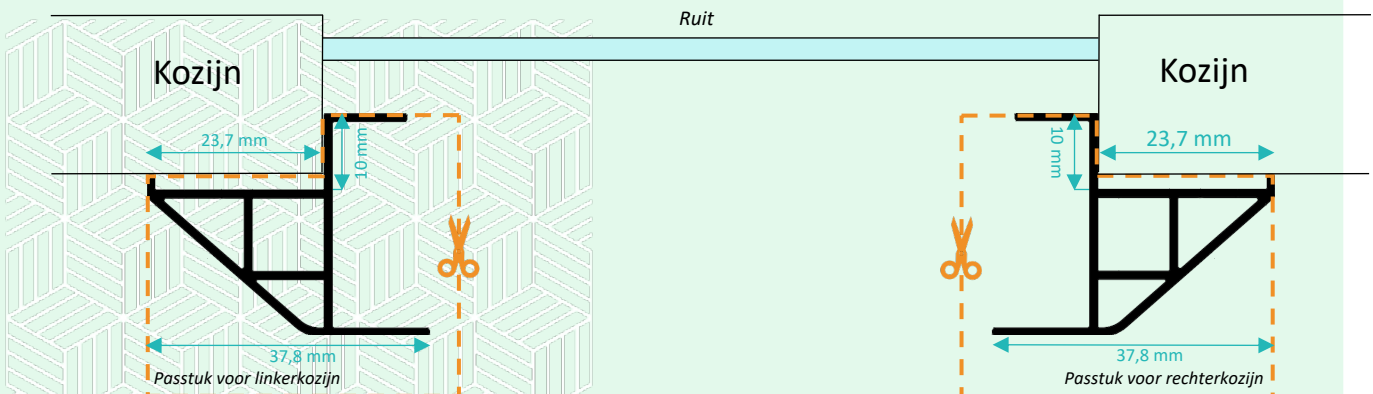 Ruit
Kozijn
Kozijn
23,7 mm
10 mm
10 mm
23,7 mm
37,8 mm
37,8 mm
Passtuk voor linkerkozijn
Passtuk voor rechterkozijn